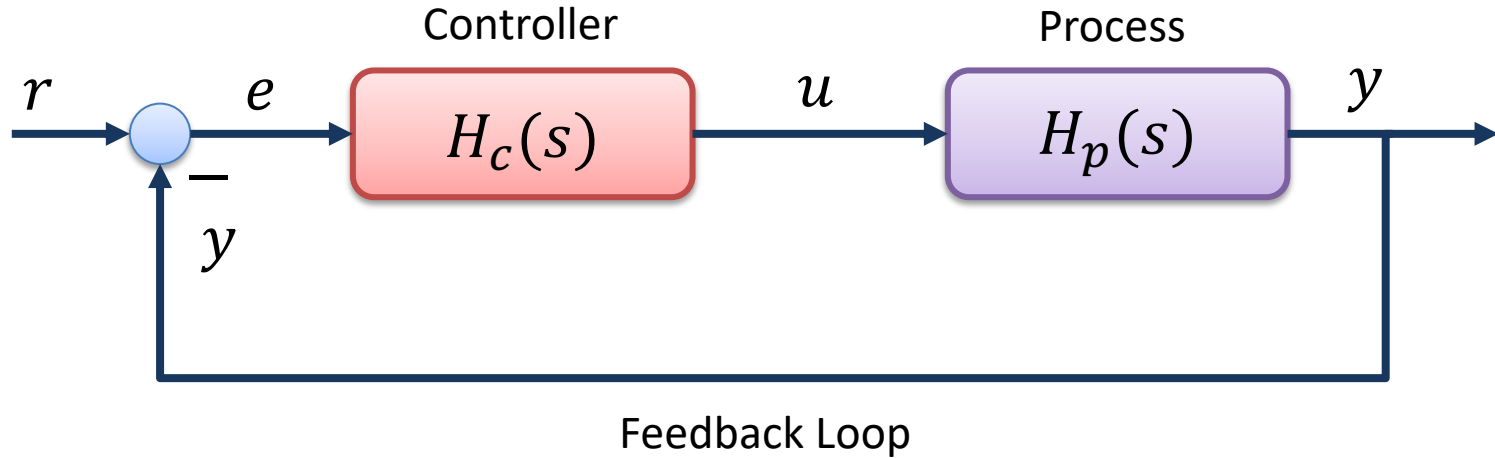 Controller
Process
r
e
H_c(s)
u
H_p(s)
y
−
y
Feedback Loop